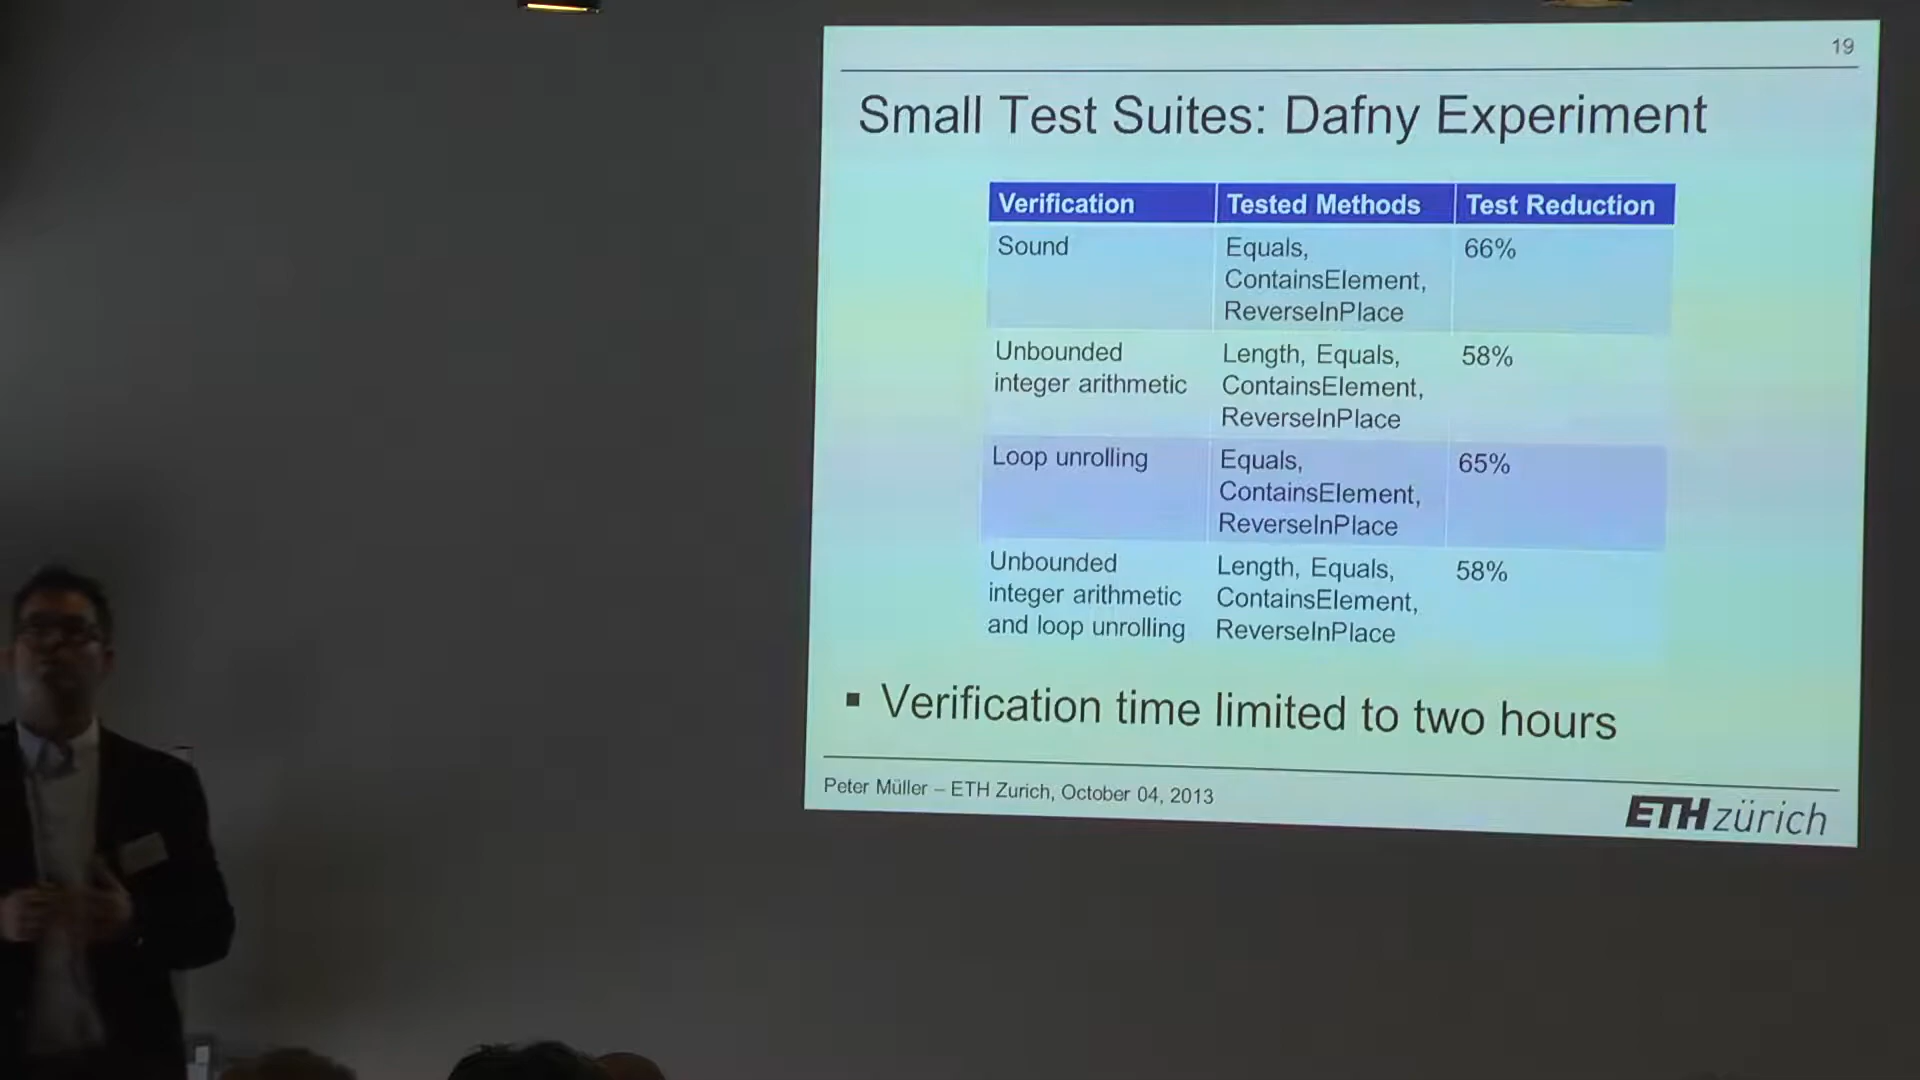 19
Small Test Suites: Dafny Experiment
Verification Tested Methods Test Reduction
Sound
Equals,
ContainsElement,
ReverseInPlace
66%
Unbounded
integer arithmetic
Length, Equals,
ContainsElement,
ReverseInPlace
58%
Loop unrolling
Equals,
ContainsElement,
ReverseInPlace
65%
Unbounded
integer arithmetic
and loop unrolling
Length, Equals,
ContainsElement,
ReverseInPlace
58%
▪ Verification time limited to two hours
Peter Müller – ETH Zurich, October 04, 2013
ETH zürich